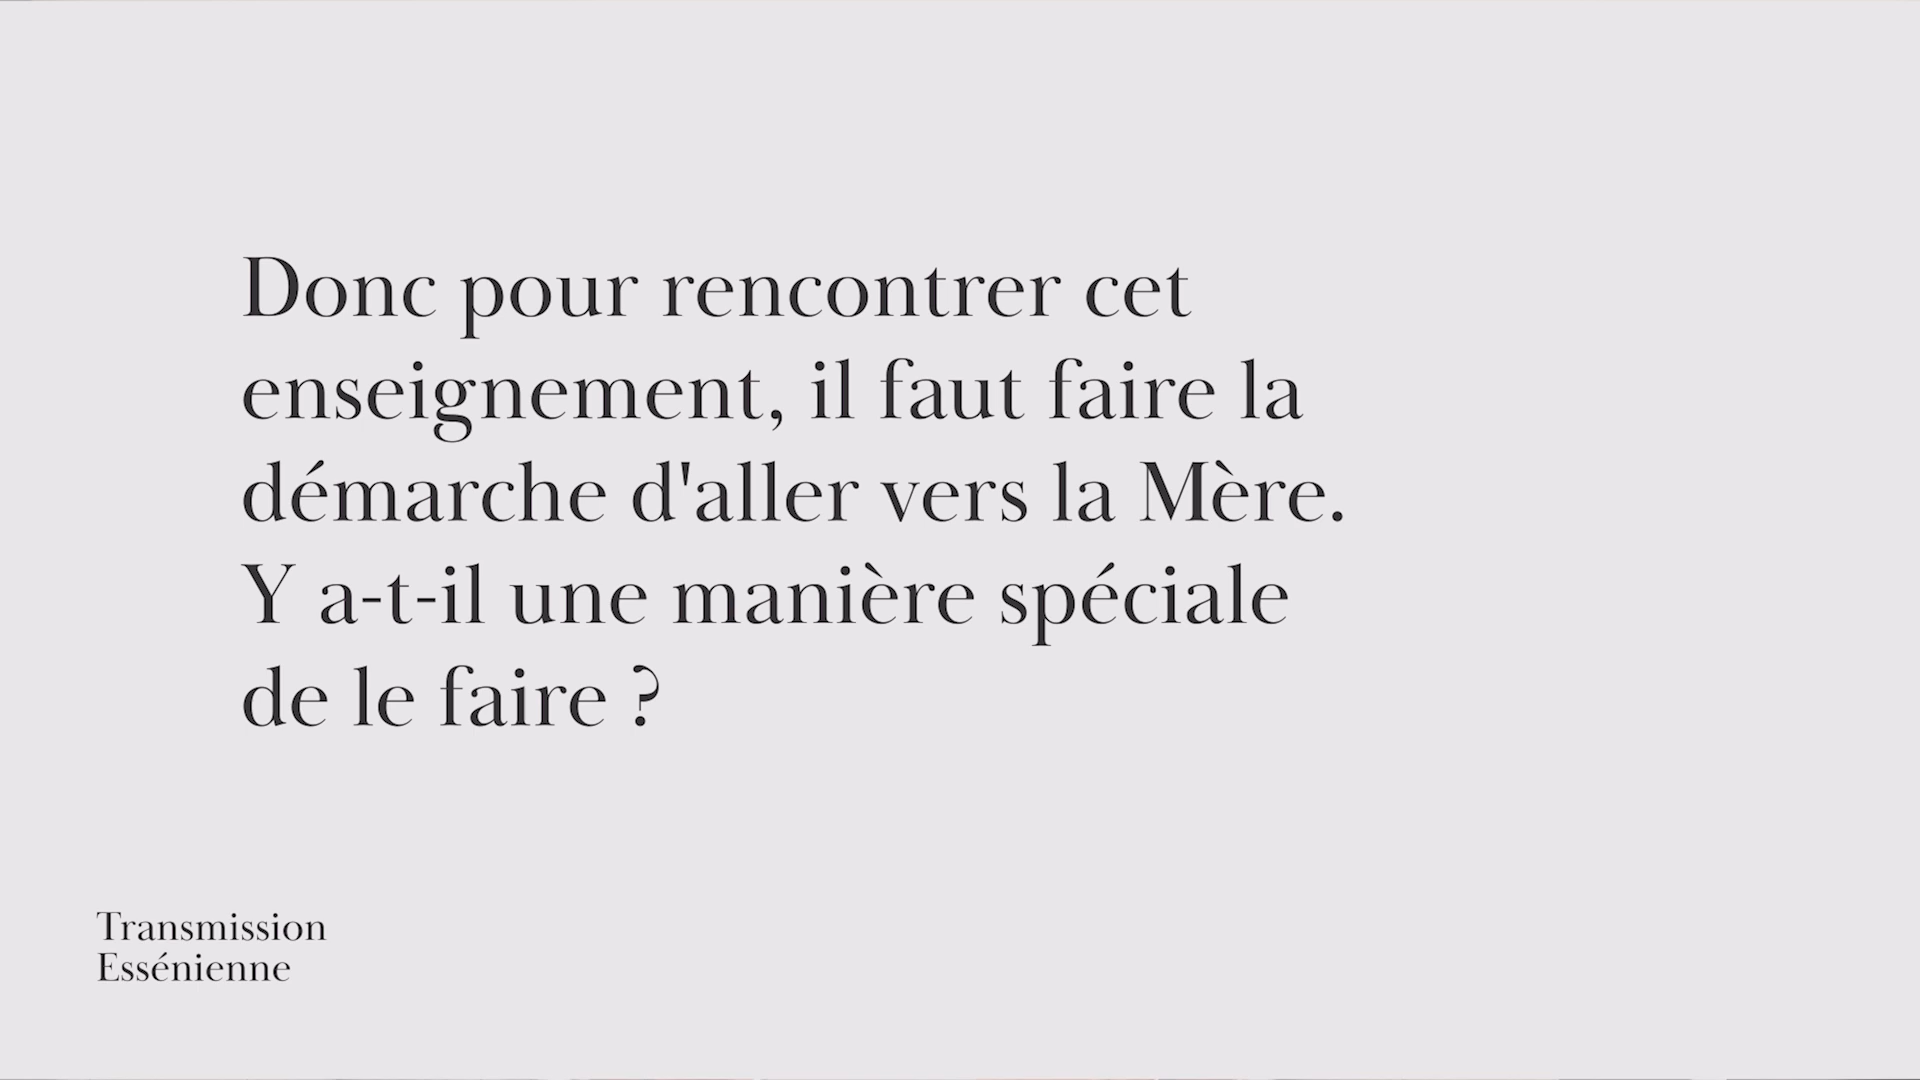 Donc pour rencontrer cet
enseignement, il faut faire la
démarche d'aller vers la Mère.
Y a-t-il une manière spéciale
de le faire ?
Transmission
Essénienne